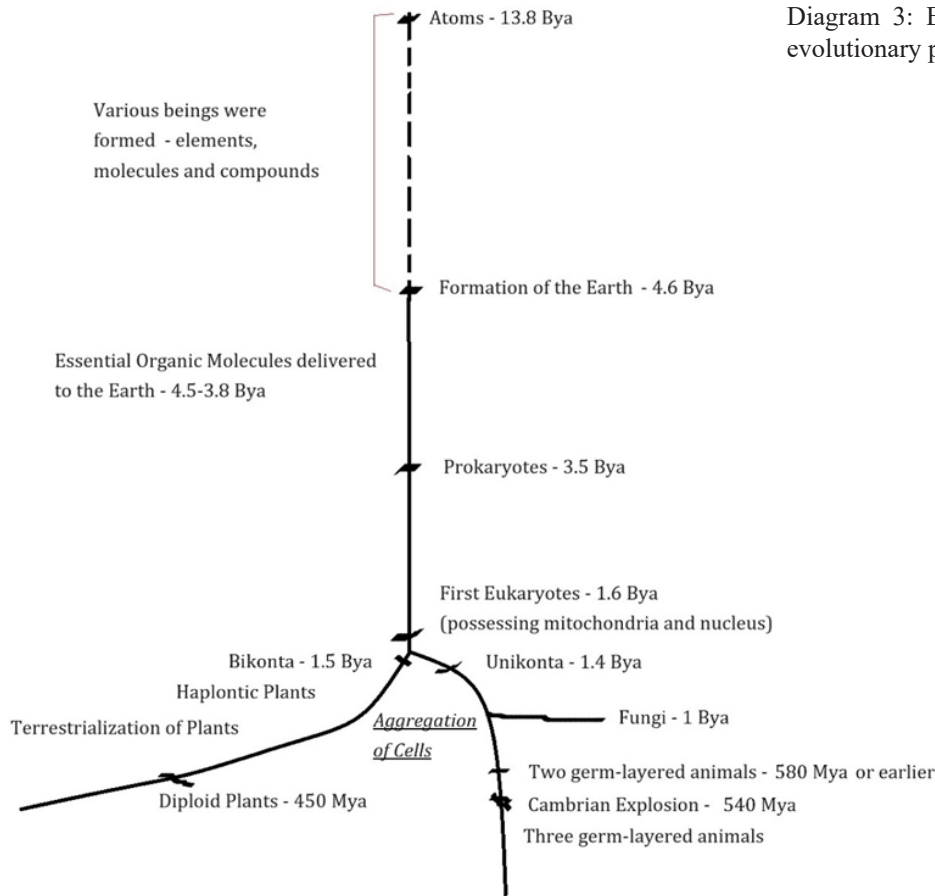 Atoms - 13.8 Bya
Diagram 3: E
evolutionary p
Various beings were
formed - elements,
molecules and compounds
Formation of the Earth - 4.6 Bya
Essential Organic Molecules delivered
to the Earth - 4.5-3.8 Bya
Prokaryotes - 3.5 Bya
First Eukaryotes - 1.6 Bya
(possessing mitochondria and nucleus)
Bikonta - 1.5 Bya
Unikonta - 1.4 Bya
Haplontic Plants
Terrestrialization of Plants
Aggregation
of Cells
Fungi - 1 Bya
Two germ-layered animals - 580 Mya or earlier
Diploid Plants - 450 Mya
Cambrian Explosion - 540 Mya
Three germ-layered animals